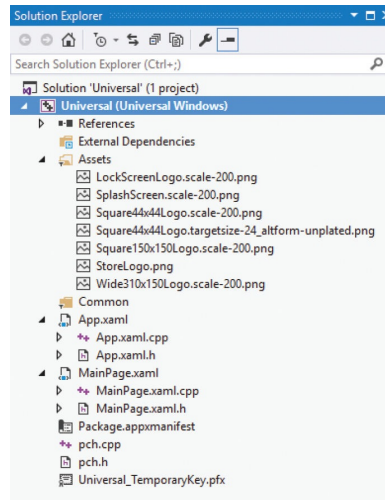 Solution Explorer
Search Solution Explorer (Ctrl+;)
Solution 'Universal' (1 project)
Universal (Universal Windows)
References
External Dependencies
Assets
LockScreenLogo.scale-200.png
SplashScreen.scale-200.png
Square44x44Logo.scale-200.png
Square44x44Logo.targetsize-24_altform-unplated.png
Square150x150Logo.scale-200.png
StoreLogo.png
Wide310x150Logo.scale-200.png
Common
App.xaml
App.xaml.cpp
App.xaml.h
MainPage.xaml
MainPage.xaml.cpp
MainPage.xaml.h
Package.appxmanifest
pch.cpp
pch.h
Universal_TemporaryKey.pfx